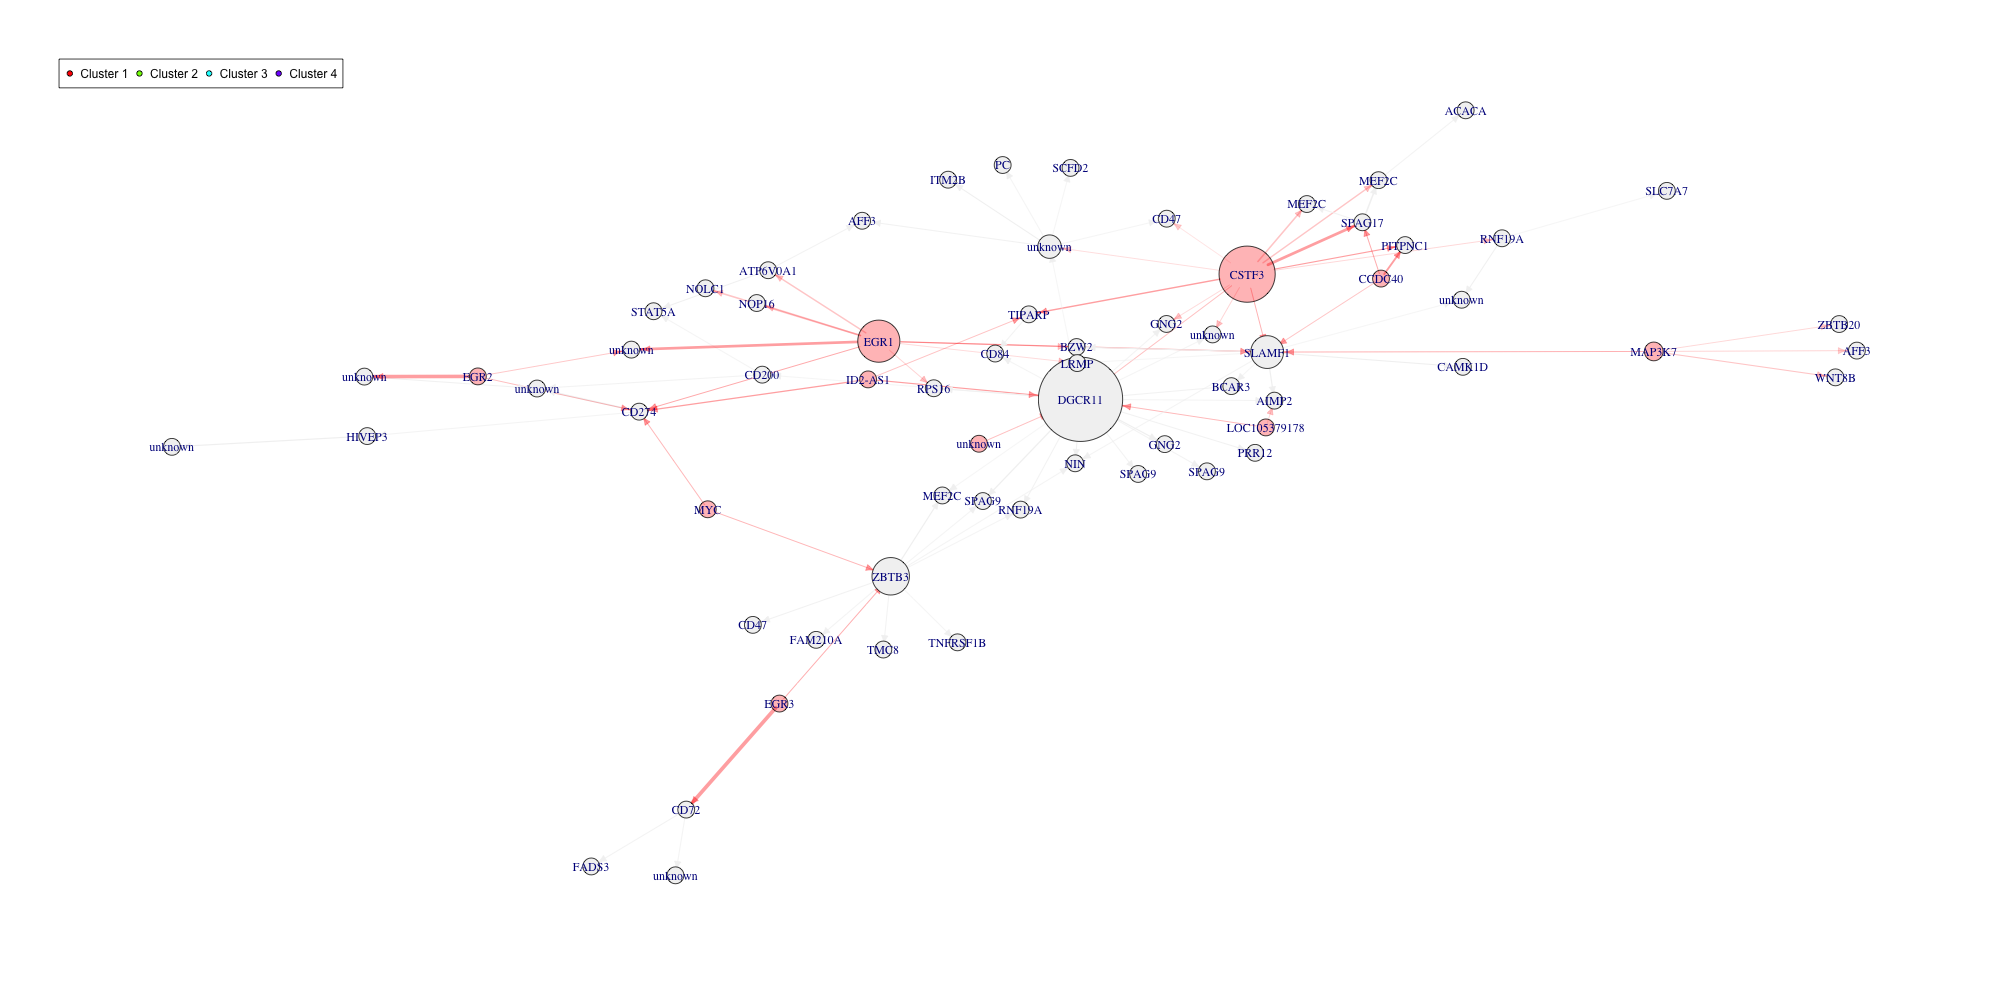 Cluster 1 Cluster 2 Cluster 3 Cluster 4
ACACA
PC
SCFD2
ITM2B
MEF2C
SLC7A7
MEF2C
AFF3
CD47
SPAG17
RNF19A
unknown
PITPNC1
ATP6V0A1
CSTF3
CCDC40
NOLC1
NOP16
unknown
STAT5A
TIPARP
GNG2
ZBTB20
unknown
EGR1
BZW2
unknown
CD84
SLAMF1
MAP3K7
AFF3
LRMP
CAMK1D
unknown
EGR2
CD200
ID2-AS1
WNT8B
unknown
RPS16
BCAR3
DGCR11
AIMP2
CD274
LOC105379178
HIVEP3
unknown
unknown
GNG2
PRR12
NIN
SPAG9
SPAG9
MEF2C
SPAG9
RNF19A
MYC
ZBTB3
CD47
FAM210A
TNFRSF1B
TMC8
EGR3
CD72
FADS3
unknown